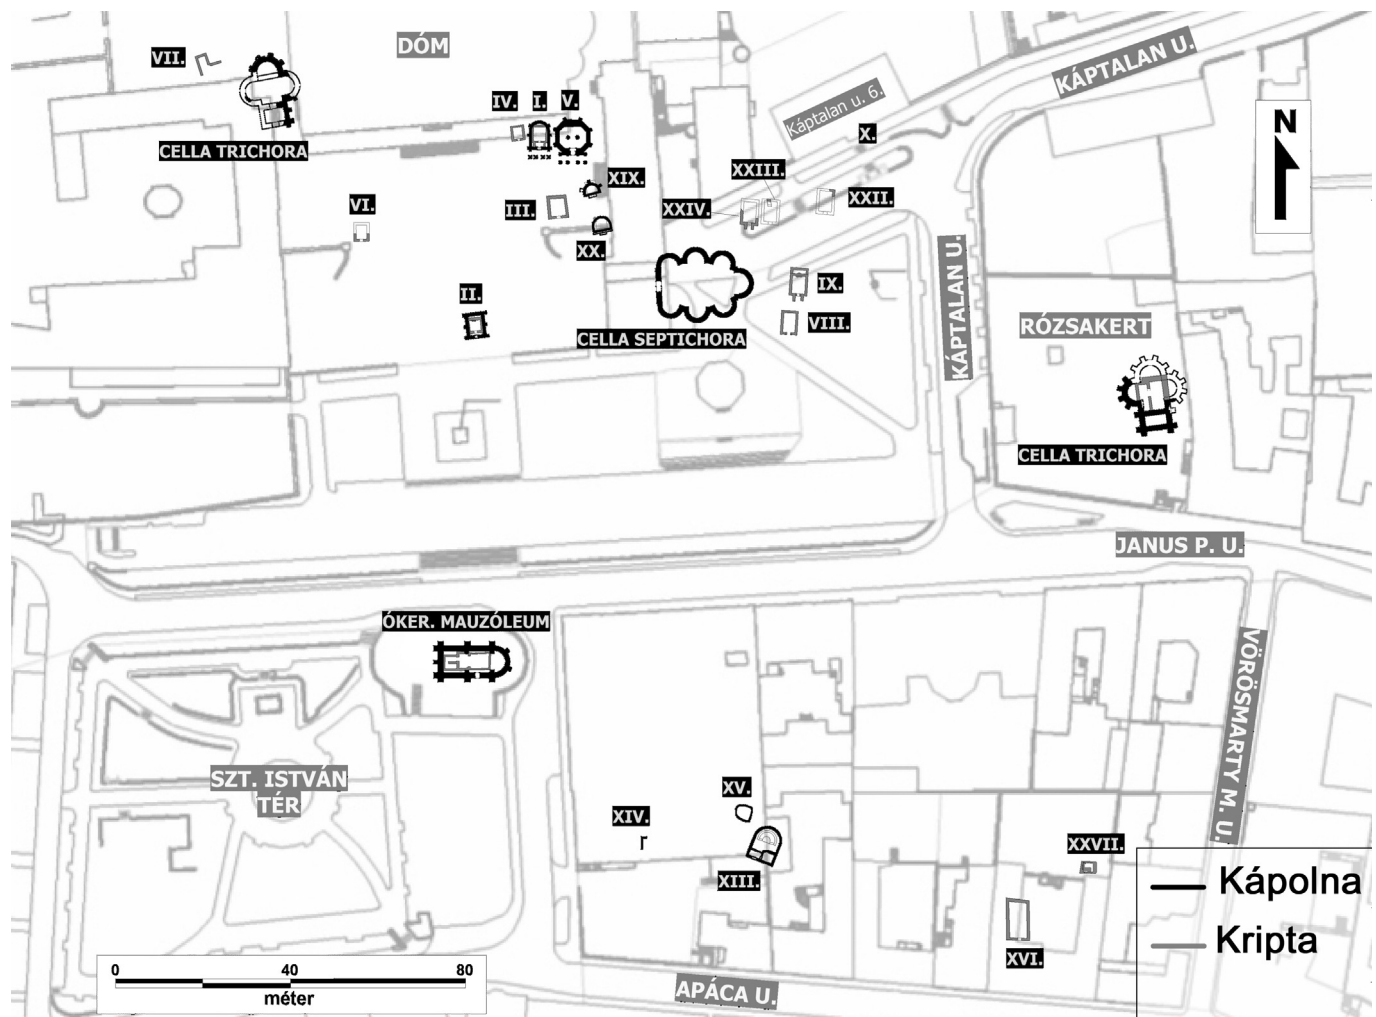 DÓM
KÁPTALAN U.
VII.
Káptalan u. 6.
IV.
I.
V.
X.
N
CELLA TRICHORA
XIX.
XXIII.
XXII.
VI.
III.
XXIV.
XX.
KÁPTALAN U.
II.
IX.
VIII.
RÓZSAKERT
CELLA SEPTICHORA
CELLA TRICHORA
JANUS P. U.
ÓKER. MAUZÓLEUM
VÖRÖSMARTY M. U.
SZT. ISTVÁN
TÉR
XV.
XIV.
r
XIII.
XXVII.
XVI.
Kápolna
Kripta
0 40 80
méter
APÁCA U.